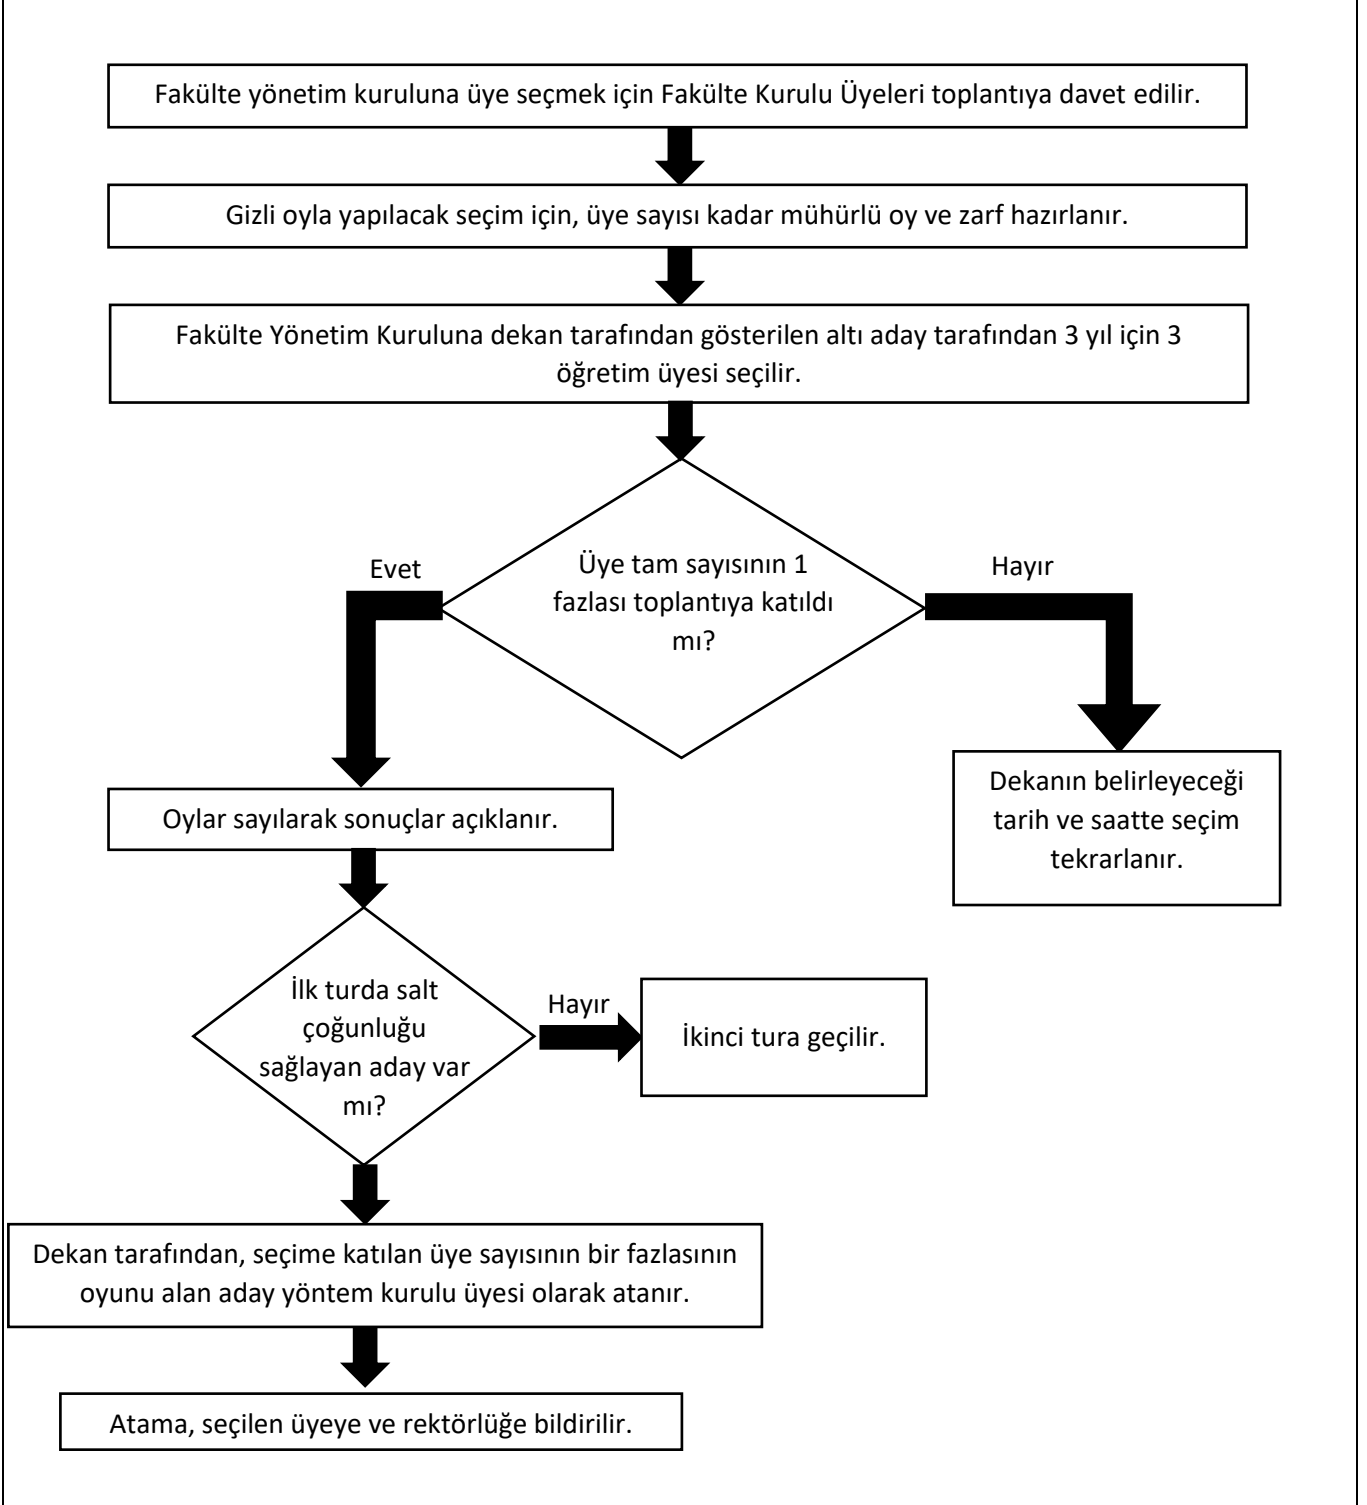 Fakülte yönetim kuruluna üye seçmek için Fakülte Kurulu Üyeleri toplantıya davet edilir.
Gizli oyla yapılacak seçim için, üye sayısı kadar mühürlü oy ve zarf hazırlanır.
Fakülte Yönetim Kuruluna dekan tarafından gösterilen altı aday tarafından 3 yıl için 3
öğretim üyesi seçilir.
Üye tam sayısının 1
fazlası toplantıya katıldı
mı?
Evet
Hayır
Dekanın belirleyeceği
tarih ve saatte seçim
tekrarlanır.
Oylar sayılarak sonuçlar açıklanır.
İlk turda salt
çoğunluğu
sağlayan aday var
mı?
Hayır
İkinci tura geçilir.
Dekan tarafından, seçime katılan üye sayısının bir fazlasının
oyunu alan aday yöntem kurulu üyesi olarak atanır.
Atama, seçilen üyeye ve rektörlüğe bildirilir.